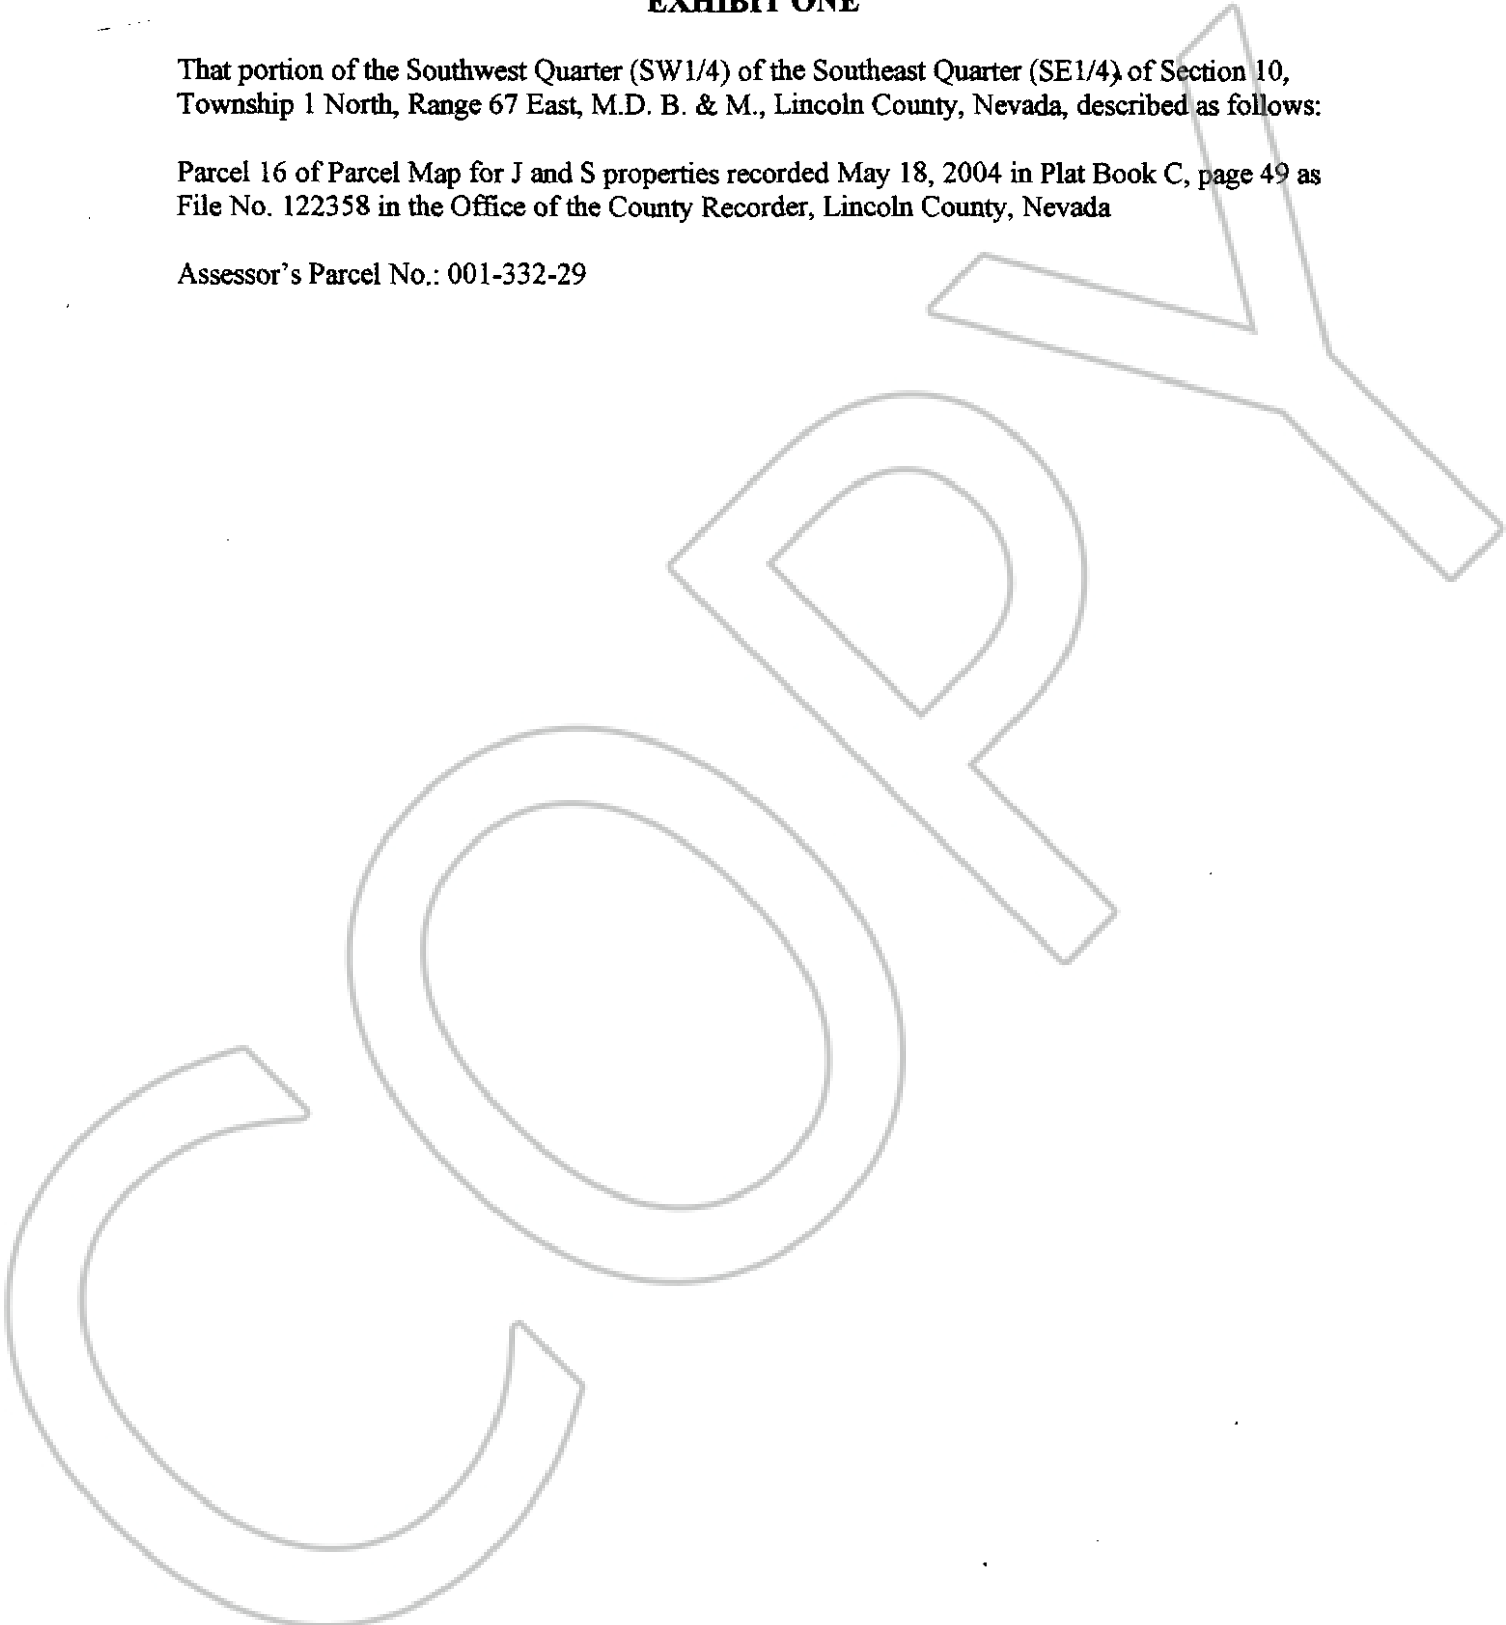 EXHIBIT ONE
That portion of the Southwest Quarter (SW1/4) of the Southeast Quarter (SE1/4) of Section 10,
Township 1 North, Range 67 East, M.D. B. & M., Lincoln County, Nevada, described as follows:
Parcel 16 of Parcel Map for J and S properties recorded May 18, 2004 in Plat Book C, page 49 as
File No. 122358 in the Office of the County Recorder, Lincoln County, Nevada
Assessor's Parcel No.: 001-332-29
COPY